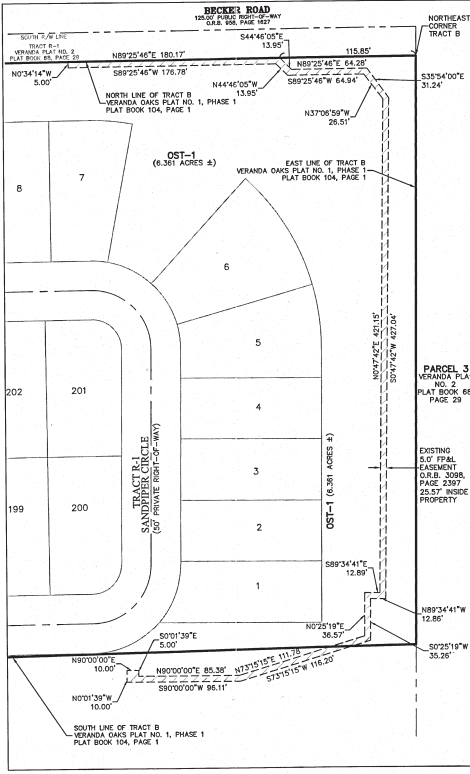 BECKER ROAD
125.00' PUBLIC RIGHT-OF-WAY
O.R.B. 958, PAGE 1627
NORTHEAST
CORNER
TRACT B
SOUTH R/W LINE
TRACT R-1
VERANDA PLAT NO. 2
PLAT BOOK 68, PAGE 29
S44°46'05"E
13.95'
N89°25'46"E 180.17'
115.85'
N89°25'46"E 64.28'
S89°25'46"W 176.78'
S89°25'46"W 64.94'
N0°34'14"W
5.00'
N44°46'05"W
13.95'
S35°54'00"E
31.24'
N37°06'59"W
26.51'
NORTH LINE OF TRACT B
VERANDA OAKS PLAT NO. 1, PHASE 1
PLAT BOOK 104, PAGE 1
OST-1
(6.361 ACRES ±)
EAST LINE OF TRACT B
VERANDA OAKS PLAT NO. 1, PHASE 1
PLAT BOOK 104, PAGE 1
8
7
6
5
4
3
2
1
202
201
199
200
TRACT R-1
SANDPIPER CIRCLE
(50' PRIVATE RIGHT-OF-WAY)
OST-1 (6.361 ACRES ±)
N0°47'42"E 421.15'
S0°47'42"W 427.04'
PARCEL 3
VERANDA PLA
NO. 2
PLAT BOOK 68
PAGE 29
EXISTING
5.0' FP&L
EASEMENT
O.R.B. 3098,
PAGE 2397
25.57' INSIDE
PROPERTY
S89°34'41"E
12.89'
N89°34'41"W
12.86'
N0°25'19"E
36.57'
S0°25'19"W
35.26'
S0°01'39"E
5.00'
N90°00'00"E
10.00'
N90°00'00"E 85.38'
N73°15'15"E 111.78'
S90°00'00"W 96.11'
S73°15'15"W 116.20'
N0°01'39"W
10.00'
SOUTH LINE OF TRACT B
VERANDA OAKS PLAT NO. 1, PHASE 1
PLAT BOOK 104, PAGE 1